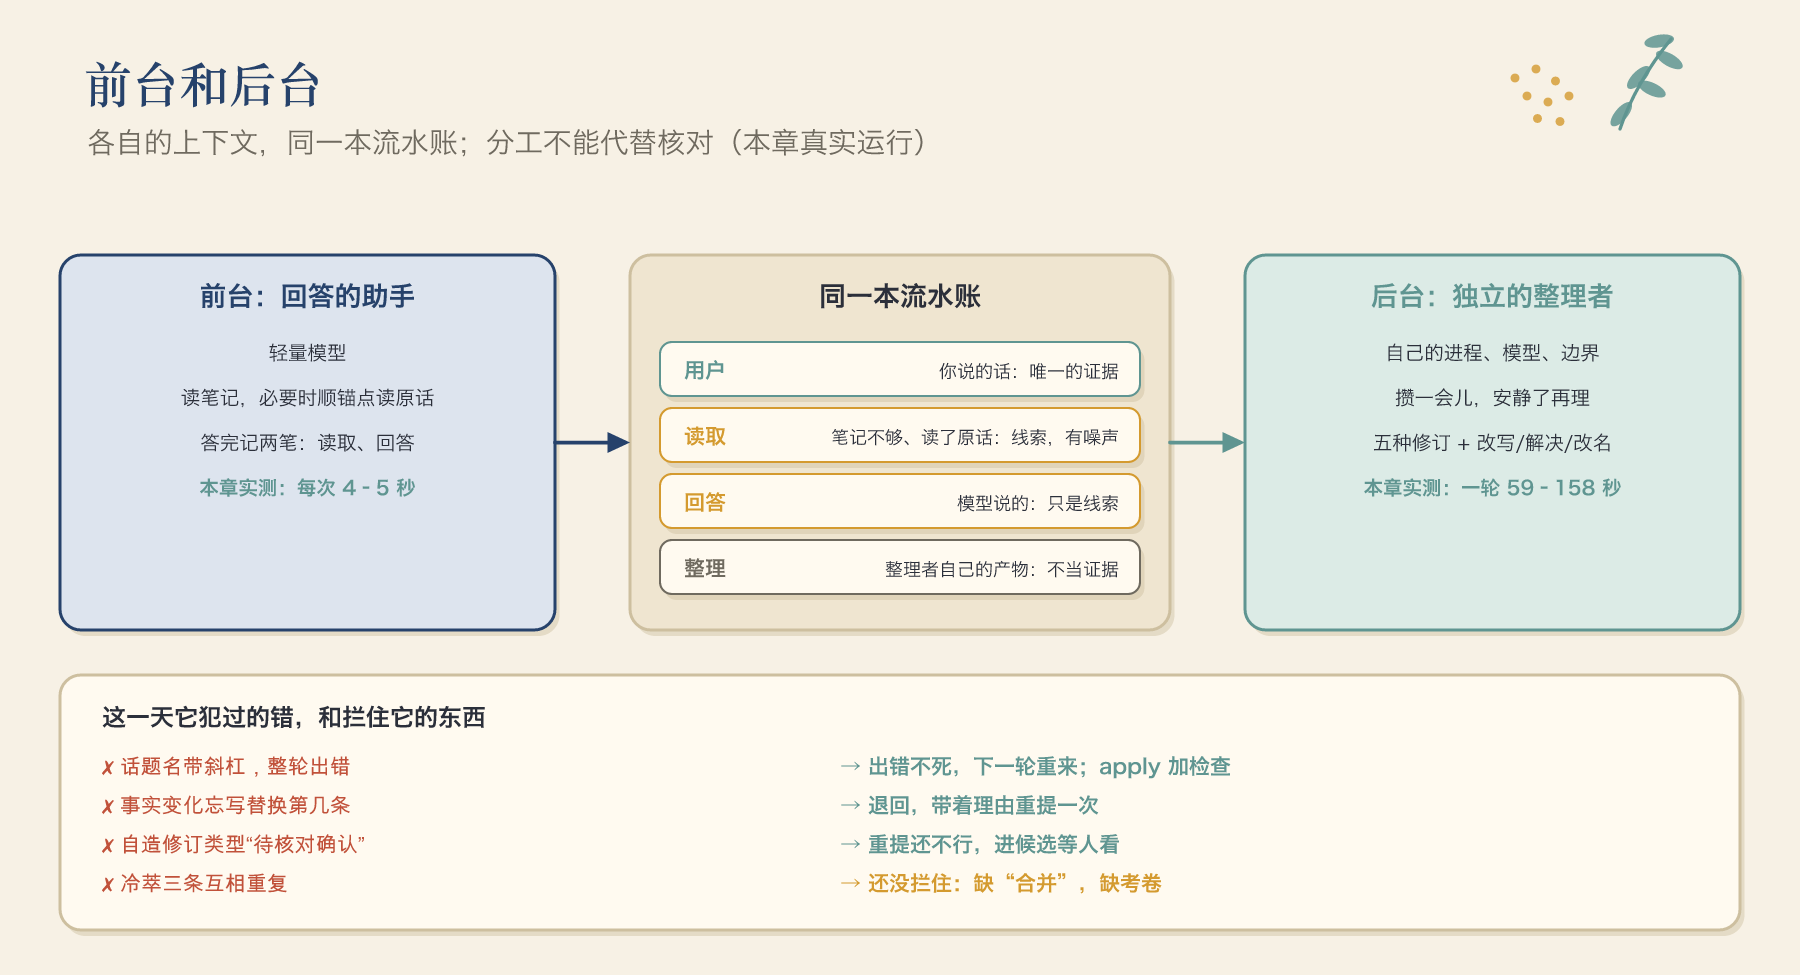 前台和后台
各自的上下文，同一本流水账；分工不能代替核对（本章真实运行）
前台：回答的助手
轻量模型
读笔记，必要时顺锚点读原话
答完记两笔：读取、回答
本章实测：每次 4 - 5 秒
同一本流水账
用户 你说的话：唯一的证据
读取 笔记不够、读了原话：线索，有噪声
回答 模型说的：只是线索
整理 整理者自己的产物：不当证据
后台：独立的整理者
自己的进程、模型、边界
攒一会儿，安静了再理
五种修订 + 改写/解决/改名
本章实测：一轮 59 - 158 秒
这一天它犯过的错，和拦住它的东西
✗ 话题名带斜杠，整轮出错 → 出错不死，下一轮重来；apply 加检查
✗ 事实变化忘写替换第几条 → 退回，带着理由重提一次
✗ 自造修订类型“待核对确认” → 重提还不行，进候选等人看
✗ 冷萃三条互相重复 → 还没拦住：缺“合并”，缺考卷